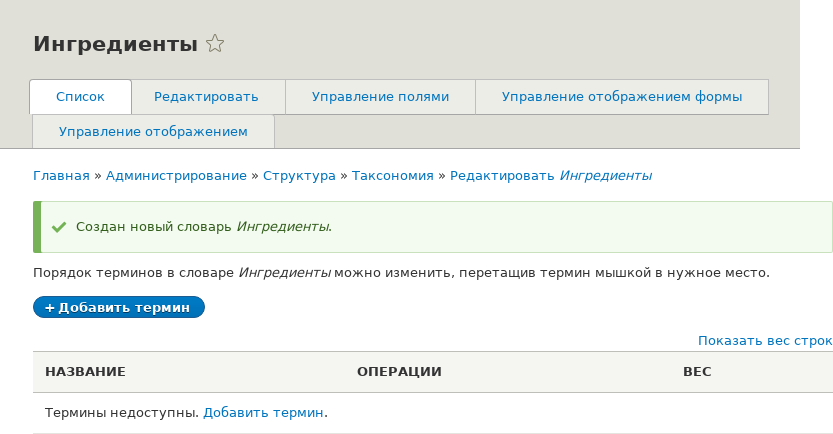 Ингредиенты
Список Редактировать Управление полями Управление отображением формы
Управление отображением
Главная » Администрирование » Структура » Таксономия » Редактировать Ингредиенты
Создан новый словарь Ингредиенты.
Порядок терминов в словаре Ингредиенты можно изменить, перетащив термин мышкой в нужное место.
+ Добавить термин
Показать вес строк
НАЗВАНИЕ ОПЕРАЦИИ ВЕС
Термины недоступны. Добавить термин.